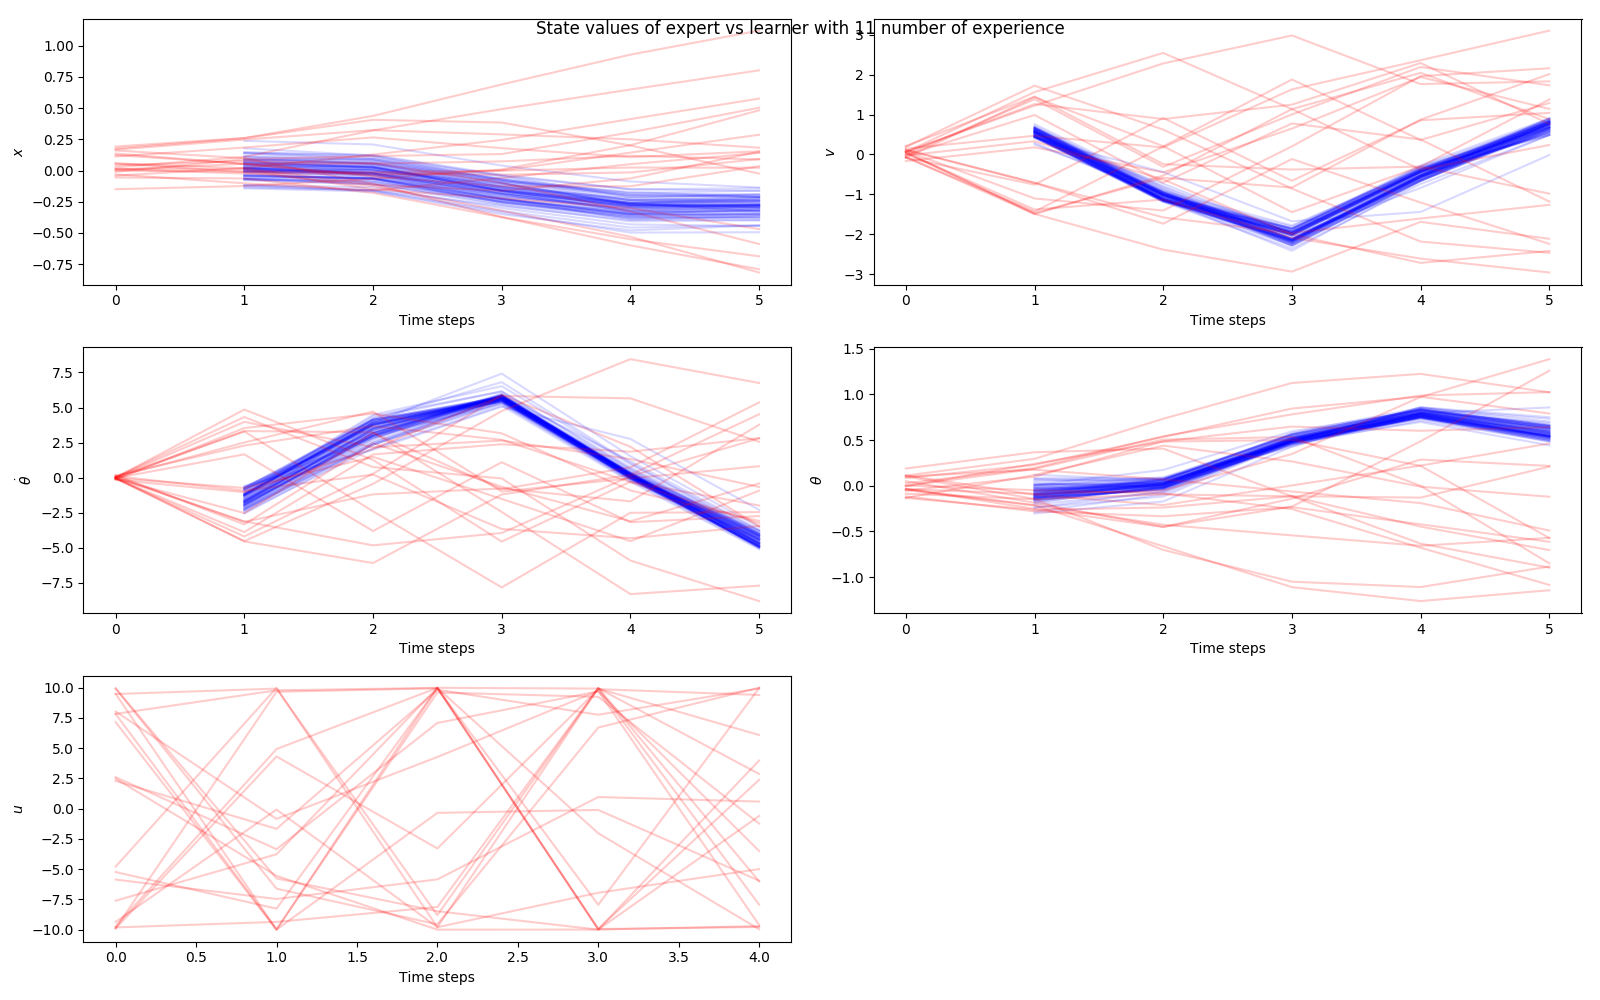 State values of expert vs learner with 11 number of experience
1.00
0.75
0.50
0.25
0.00
−0.25
−0.50
−0.75
x
0 1 2 3 4 5
Time steps
3
2
1
0
−1
−2
−3
v
0 1 2 3 4 5
Time steps
7.5
5.0
2.5
0.0
−2.5
−5.0
−7.5
θ̇
0 1 2 3 4 5
Time steps
1.5
1.0
0.5
0.0
−0.5
−1.0
θ
0 1 2 3 4 5
Time steps
10.0
7.5
5.0
2.5
0.0
−2.5
−5.0
−7.5
−10.0
u
0.0 0.5 1.0 1.5 2.0 2.5 3.0 3.5 4.0
Time steps